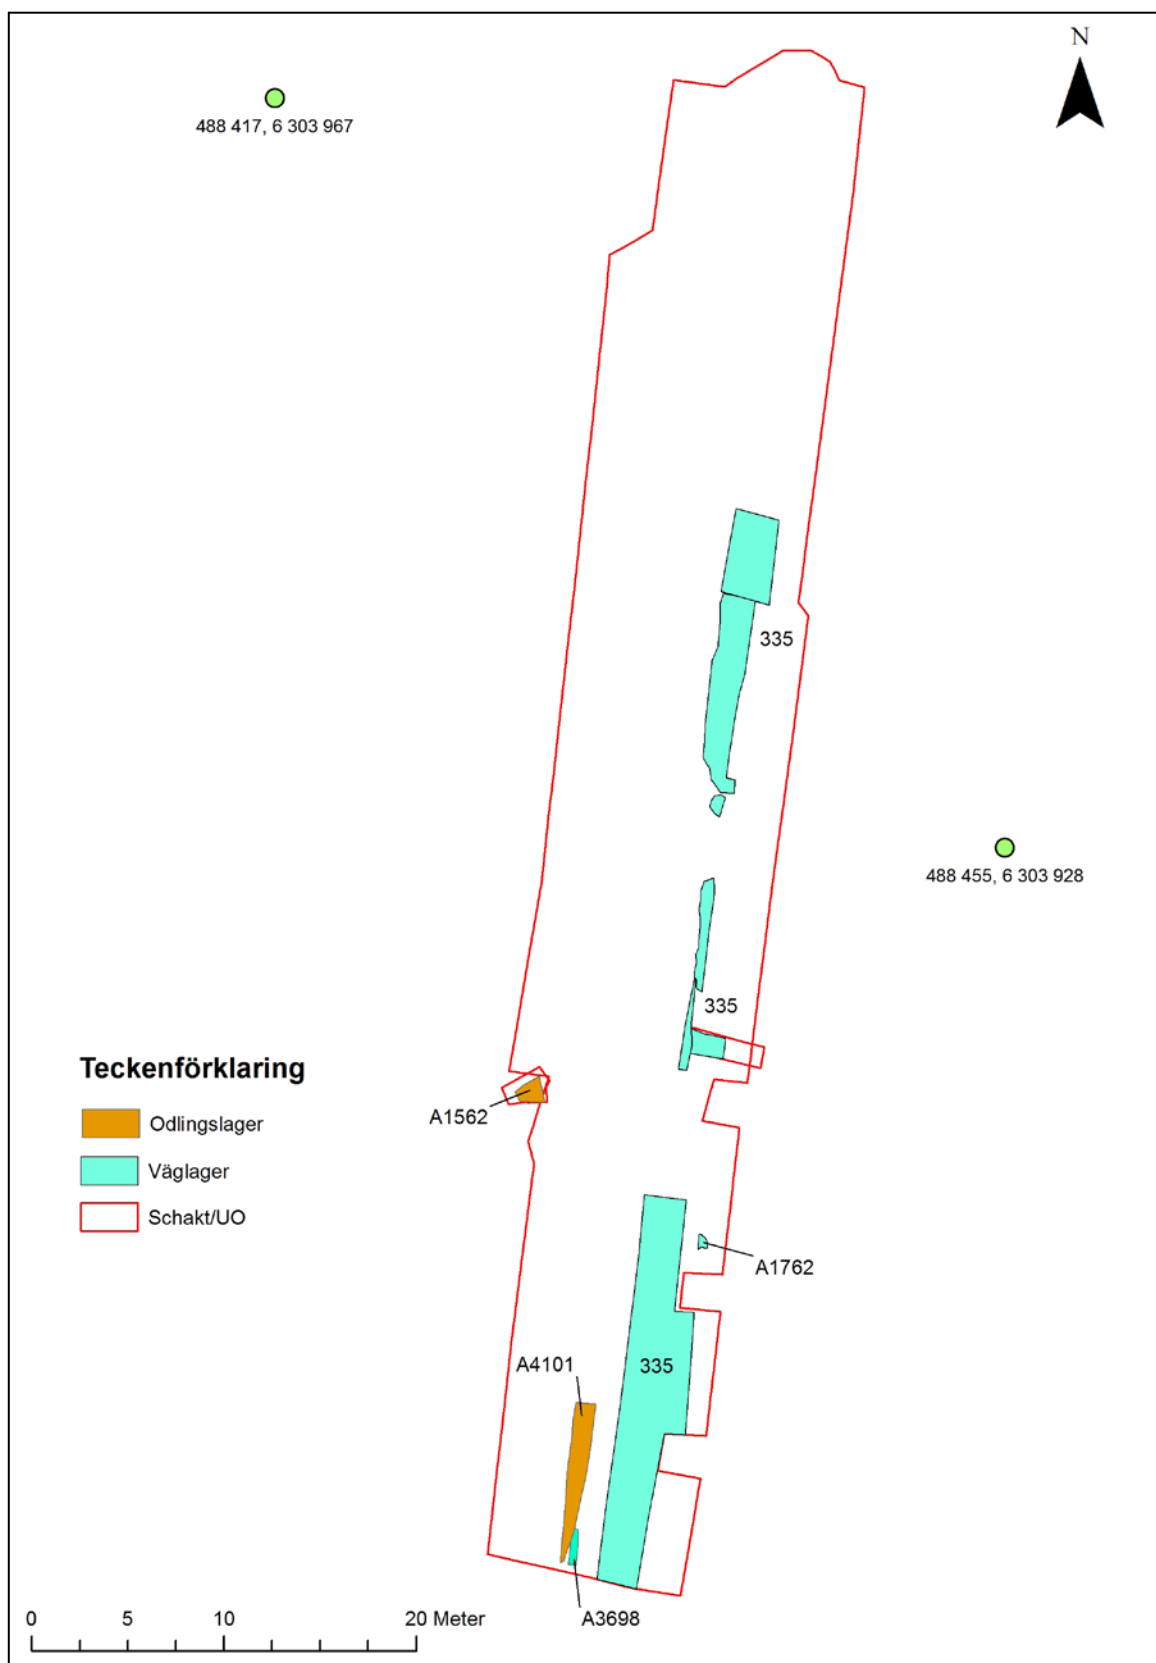 N
488 417, 6 303 967
335
488 455, 6 303 928
335
Teckenförklaring
A1562
Odlingslager
Väglager
Schakt/UO
A1762
A4101
335
0 5 10 20 Meter
A3698